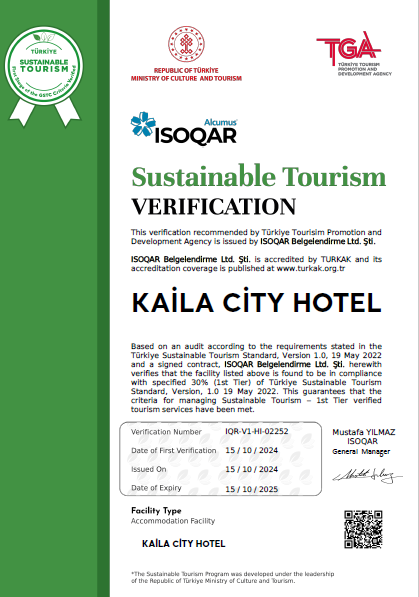 TÜRKİYE
SUSTAINABLE
TOURISM
First Stage of the GSTC Criteria Verified
REPUBLIC OF TÜRKİYE
MINISTRY OF CULTURE AND TOURISM
TGA
TÜRKİYE TOURISM
PROMOTION AND
DEVELOPMENT AGENCY
Alcumus
ISOQAR
Sustainable Tourism
VERIFICATION
This verification recommended by Türkiye Tourisim Promotion and
Development Agency is issued by ISOQAR Belgelendirme Ltd. Şti.
ISOQAR Belgelendirme Ltd. Şti. is accredited by TURKAK and its
accreditation coverage is published at www.turkak.org.tr
KAİLA CİTY HOTEL
Based on an audit according to the requirements stated in the
Türkiye Sustainable Tourism Standard, Version 1.0, 19 May 2022
and a signed contract, ISOQAR Belgelendirme Ltd. Şti. herewith
verifies that the facility listed above is found to be in compliance
with specified 30% (1st Tier) of Türkiye Sustainable Tourism
Standard, Version, 1.0 19 May 2022. This guarantees that the
criteria for managing Sustainable Tourism – 1st Tier verified
tourism services have been met.
Verification Number IQR-V1-HI-02252
Date of First Verification 15 / 10 / 2024
Issued On 15 / 10 / 2024
Date of Expiry 15 / 10 / 2025
Mustafa YILMAZ
ISOQAR
General Manager
Facility Type
Accommodation Facility
KAİLA CİTY HOTEL
*The Sustainable Tourism Program was developed under the leadership
of the Republic of Türkiye Ministry of Culture and Tourism.